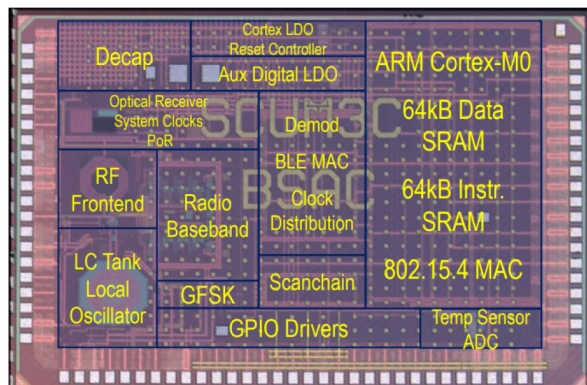 Decap
Cortex LDO
Reset Controller
Aux Digital LDO
ARM Cortex-M0
64kB Data
SRAM
64kB Instr.
SRAM
802.15.4 MAC
Optical Receiver
System Clocks
PoR
SCUM3C
BSAC
Demod
BLE MAC
Clock
Distribution
RF
Frontend
Radio
Baseband
LC Tank
Local
Oscillator
GFSK
Scanchain
GPIO Drivers
Temp Sensor
ADC